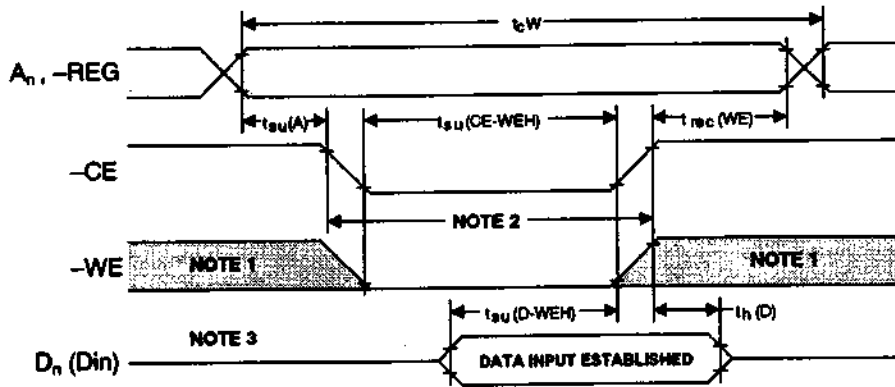 tcW
An, –REG
tsu(A)
tsu(CE-WEH)
t rec(WE)
–CE
NOTE 2
–WE
NOTE 1
NOTE 1
tsu(D-WEH)
th(D)
NOTE 3
Dn (Din)
DATA INPUT ESTABLISHED